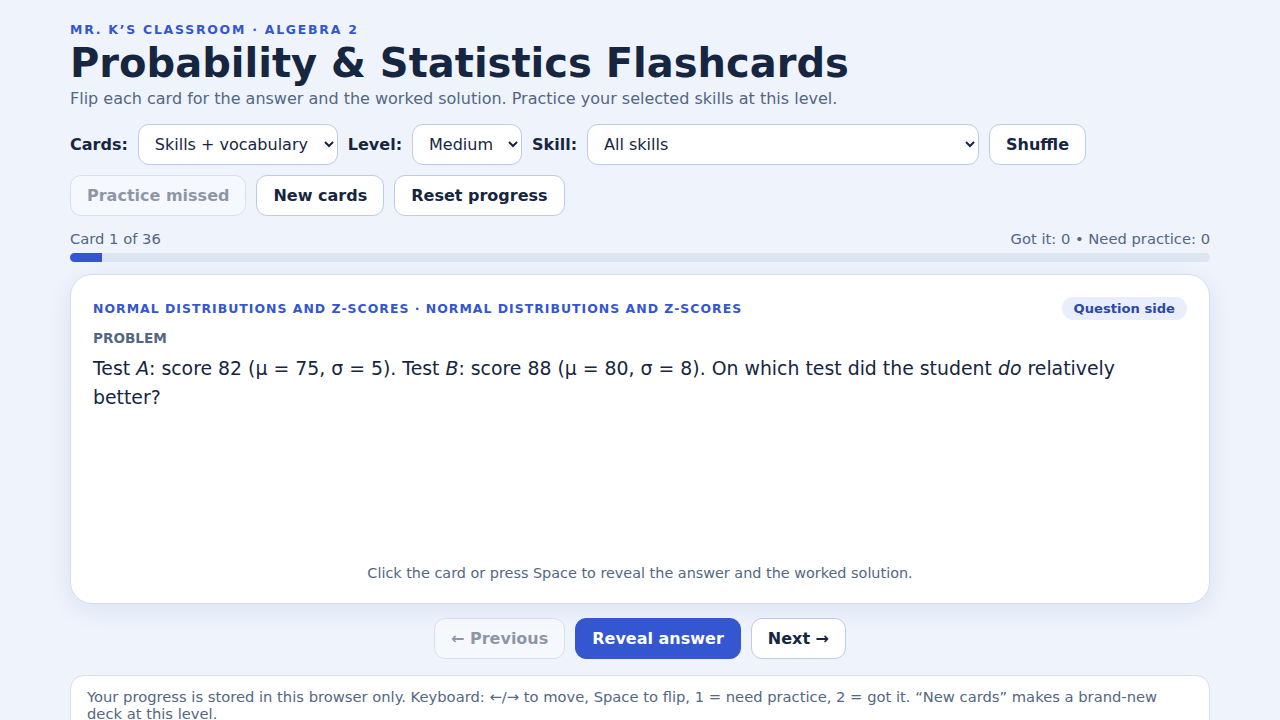 MR. K’S CLASSROOM · ALGEBRA 2
Probability & Statistics Flashcards
Flip each card for the answer and the worked solution. Practice your selected skills at this level.
Cards: Skills + vocabulary Level: Medium Skill: All skills Shuffle
Practice missed New cards Reset progress
Card 1 of 36 Got it: 0 • Need practice: 0
NORMAL DISTRIBUTIONS AND Z-SCORES · NORMAL DISTRIBUTIONS AND Z-SCORES Question side
PROBLEM
Test A: score 82 (μ = 75, σ = 5). Test B: score 88 (μ = 80, σ = 8). On which test did the student do relatively
better?
Click the card or press Space to reveal the answer and the worked solution.
← Previous Reveal answer Next →
Your progress is stored in this browser only. Keyboard: ←/→ to move, Space to flip, 1 = need practice, 2 = got it. “New cards” makes a brand-new
deck at this level.